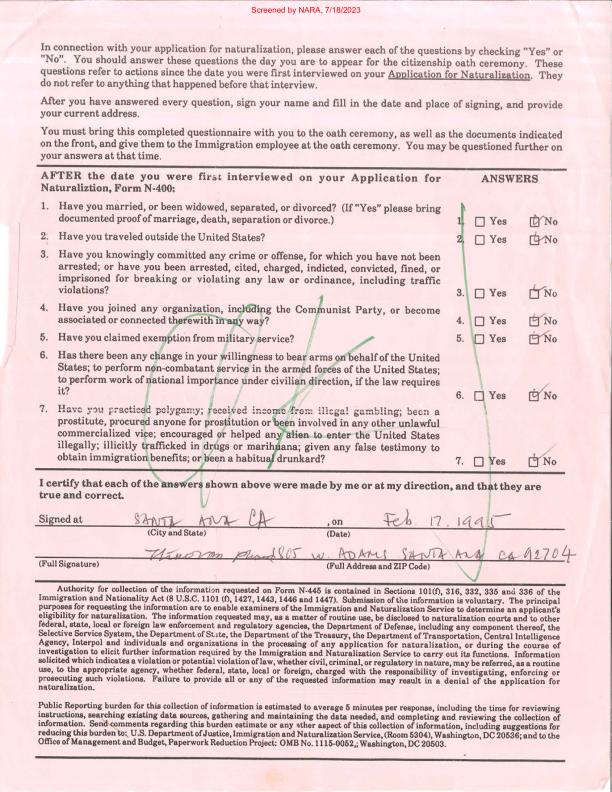 Screened by NARA, 7/18/2023
In connection with your application for naturalization, please answer each of the questions by checking "Yes" or
"No". You should answer these questions the day you are to appear for the citizenship oath ceremony. These
questions refer to actions since the date you were first interviewed on your Application for Naturalization. They
do not refer to anything that happened before that interview.
After you have answered every question, sign your name and fill in the date and place of signing, and provide
your current address.
You must bring this completed questionnaire with you to the oath ceremony, as well as the documents indicated
on the front, and give them to the Immigration employee at the oath ceremony. You may be questioned further on
your answers at that time.
AFTER the date you were first interviewed on your Application for ANSWERS
Naturaliztion, Form N-400:
1. Have you married, or been widowed, separated, or divorced? (If "Yes" please bring
documented proof of marriage, death, separation or divorce.) 1. Yes No
2. Have you traveled outside the United States? 2. Yes No
3. Have you knowingly committed any crime or offense, for which you have not been
arrested; or have you been arrested, cited, charged, indicted, convicted, fined, or
imprisoned for breaking or violating any law or ordinance, including traffic
violations? 3. Yes No
4. Have you joined any organization, including the Communist Party, or become
associated or connected therewith in any way? 4. Yes No
5. Have you claimed exemption from military service? 5. Yes No
6. Has there been any change in your willingness to bear arms on behalf of the United
States; to perform non-combatant service in the armed forces of the United States;
to perform work of national importance under civilian direction, if the law requires
it? 6. Yes No
7. Have you practiced polygamy; received income from illegal gambling; been a
prostitute, procured anyone for prostitution or been involved in any other unlawful
commercialized vice; encouraged or helped any alien to enter the United States
illegally; illicitly trafficked in drugs or marihuana; given any false testimony to
obtain immigration benefits; or been a habitual drunkard? 7. Yes No
I certify that each of the answers shown above were made by me or at my direction, and that they are
true and correct.
Signed at SANTA ANA CA , on Feb. 17. 1995
(City and State) (Date)
805 W. ADAMS SANTA ANA CA 92704
(Full Signature) (Full Address and ZIP Code)
Authority for collection of the information requested on Form N-445 is contained in Sections 101(f), 316, 332, 335 and 336 of the
Immigration and Nationality Act (8 U.S.C. 1101 (f), 1427, 1443, 1446 and 1447). Submission of the information is voluntary. The principal
purposes for requesting the information are to enable examiners of the Immigration and Naturalization Service to determine an applicant's
eligibility for naturalization. The information requested may, as a matter of routine use, be disclosed to naturalization courts and to other
federal, state, local or foreign law enforcement and regulatory agencies, the Department of Defense, including any component thereof, the
Selective Service System, the Department of State, the Department of the Treasury, the Department of Transportation, Central Intelligence
Agency, Interpol and individuals and organizations in the processing of any application for naturalization, or during the course of
investigation to elicit further information required by the Immigration and Naturalization Service to carry out its functions. Information
solicited which indicates a violation or potential violation of law, whether civil, criminal, or regulatory in nature, may be referred, as a routine
use, to the appropriate agency, whether federal, state, local or foreign, charged with the responsibility of investigating, enforcing or
prosecuting such violations. Failure to provide all or any of the requested information may result in a denial of the application for
naturalization.
Public Reporting burden for this collection of information is estimated to average 5 minutes per response, including the time for reviewing
instructions, searching existing data sources, gathering and maintaining the data needed, and completing and reviewing the collection of
information. Send comments regarding this burden estimate or any other aspect of this collection of information, including suggestions for
reducing this burden to: U.S. Department of Justice, Immigration and Naturalization Service, (Room 5304), Washington, DC 20536; and to the
Office of Management and Budget, Paperwork Reduction Project: OMB No. 1115-0052,; Washington, DC 20503.